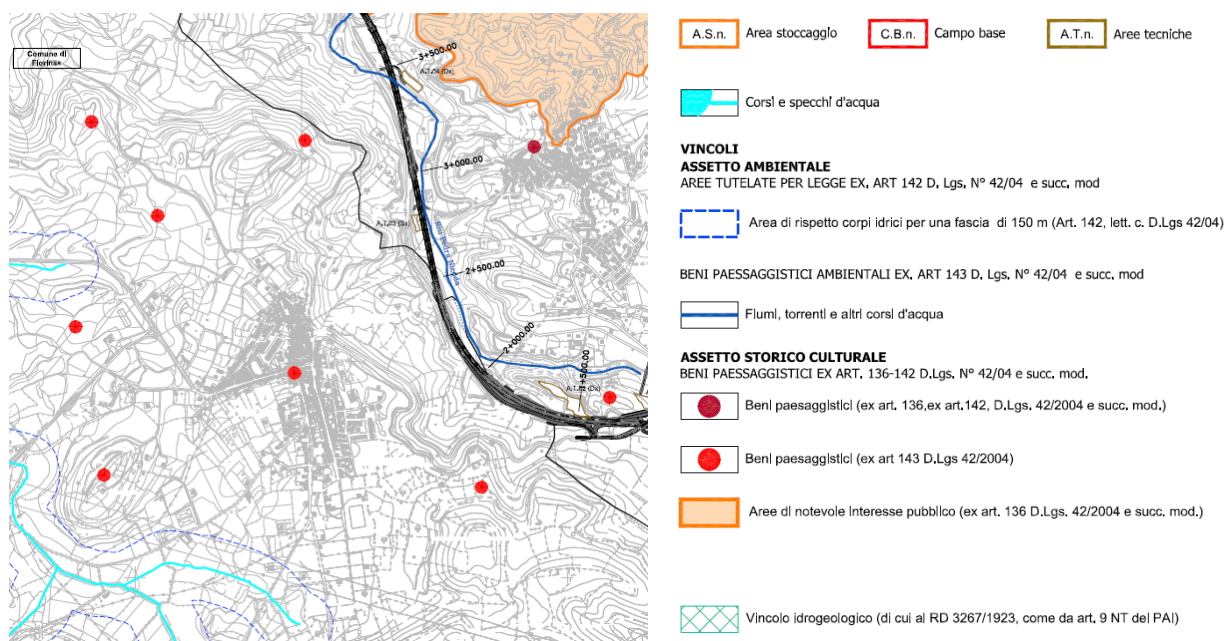 Comune di
Florinas
3+500.00
A.T.04 (Dx)
3+000.00
A.T.03 (Sx)
2+500.00
2+000.00
1+500.00
A.S.n.
Area stoccaggio
C.B.n.
Campo base
A.T.n.
Aree tecniche
Corsi e specchi d'acqua
VINCOLI
ASSETTO AMBIENTALE
AREE TUTELATE PER LEGGE EX. ART 142 D. Lgs. N° 42/04 e succ. mod
Area di rispetto corpi idrici per una fascia di 150 m (Art. 142, lett. c. D.Lgs 42/04)
BENI PAESSAGGISTICI AMBIENTALI EX. ART 143 D. Lgs. N° 42/04 e succ. mod
Fiumi, torrenti e altri corsi d'acqua
ASSETTO STORICO CULTURALE
BENI PAESSAGGISTICI EX ART. 136-142 D.Lgs. N° 42/04 e succ. mod.
Beni paesaggistici (ex art. 136,ex art.142, D.Lgs. 42/2004 e succ. mod.)
Beni paesaggistici (ex art 143 D.Lgs 42/2004)
Aree di notevole interesse pubblico (ex art. 136 D.Lgs. 42/2004 e succ. mod.)
Vincolo idrogeologico (di cui al RD 3267/1923, come da art. 9 NT del PAI)